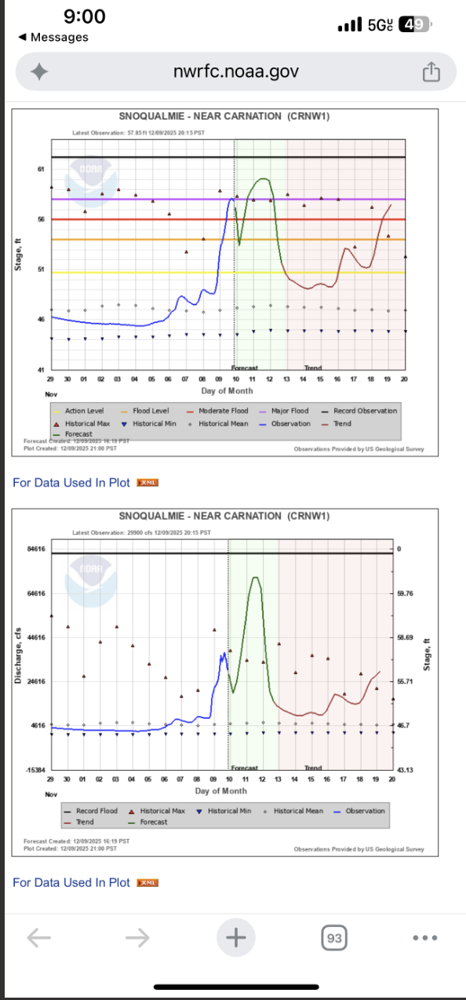 9:00
5G 49
◀ Messages
nwrfc.noaa.gov
SNOQUALMIE - NEAR CARNATION (CRNW1)
Latest Observation: 57.85 ft 12/09/2025 20:15 PST
NOAA
Stage, ft
61
56
51
46
41
Forecast Trend
29 30 01 02 03 04 05 06 07 08 09 10 11 12 13 14 15 16 17 18 19 20
Nov
Day of Month
Action Level Flood Level Moderate Flood Major Flood Record Observation
Historical Max Historical Min Historical Mean Observation Trend
Forecast
Forecast Created: 12/09/2025 16:19 PST
Plot Created: 12/09/2025 21:00 PST
Observations Provided by US Geological Survey
For Data Used In Plot XML
SNOQUALMIE - NEAR CARNATION (CRNW1)
Latest Observation: 29900 cfs 12/09/2025 20:15 PST
NOAA
Discharge, cfs
Stage, ft
84616 0
64616 59.76
44616 58.69
24616 55.71
4616 46.7
-15384 43.13
Forecast Trend
29 30 01 02 03 04 05 06 07 08 09 10 11 12 13 14 15 16 17 18 19 20
Nov
Day of Month
Record Flood Historical Max Historical Min Historical Mean Observation
Trend Forecast
Forecast Created: 12/09/2025 16:19 PST
Plot Created: 12/09/2025 21:00 PST
Observations Provided by US Geological Survey
For Data Used In Plot XML
93